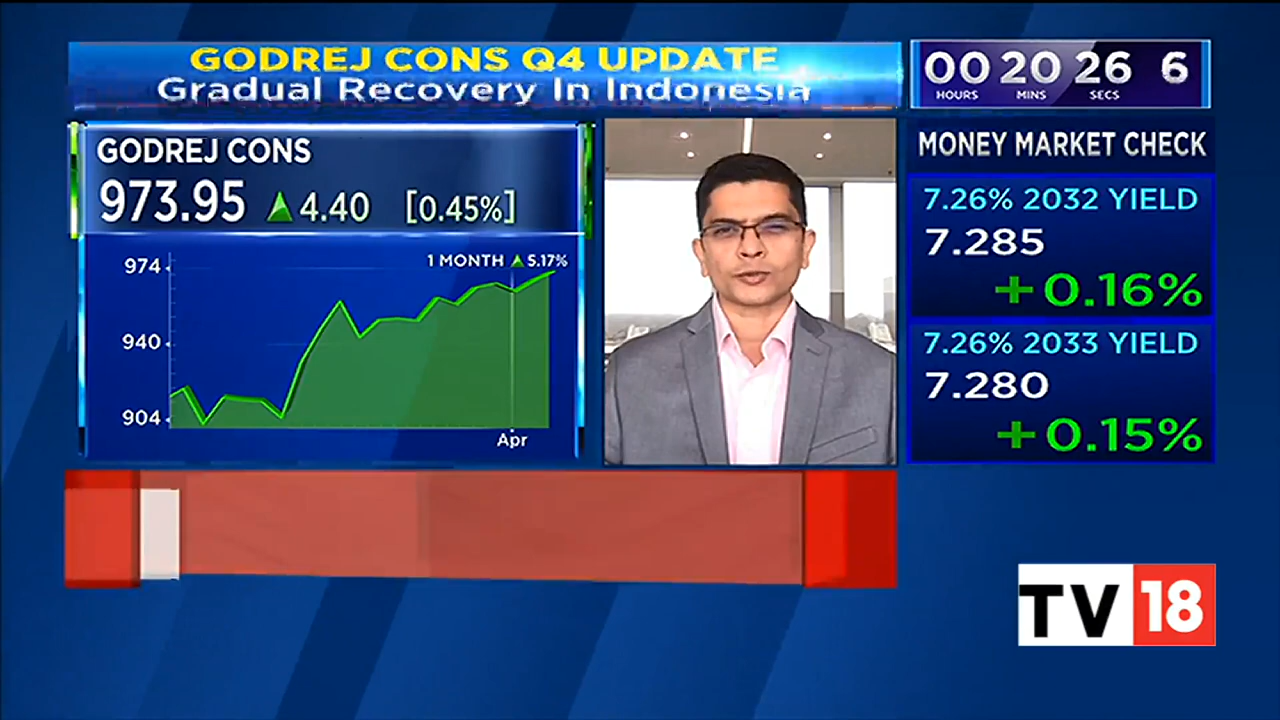 GODREJ CONS Q4 UPDATE
Gradual Recovery In Indonesia
00 20 26 6
HOURS MINS SECS
GODREJ CONS
973.95 ▲ 4.40 [0.45%]
1 MONTH ▲ 5.17%
974
940
904
Apr
MONEY MARKET CHECK
7.26% 2032 YIELD
7.285
+0.16%
7.26% 2033 YIELD
7.280
+0.15%
TV18